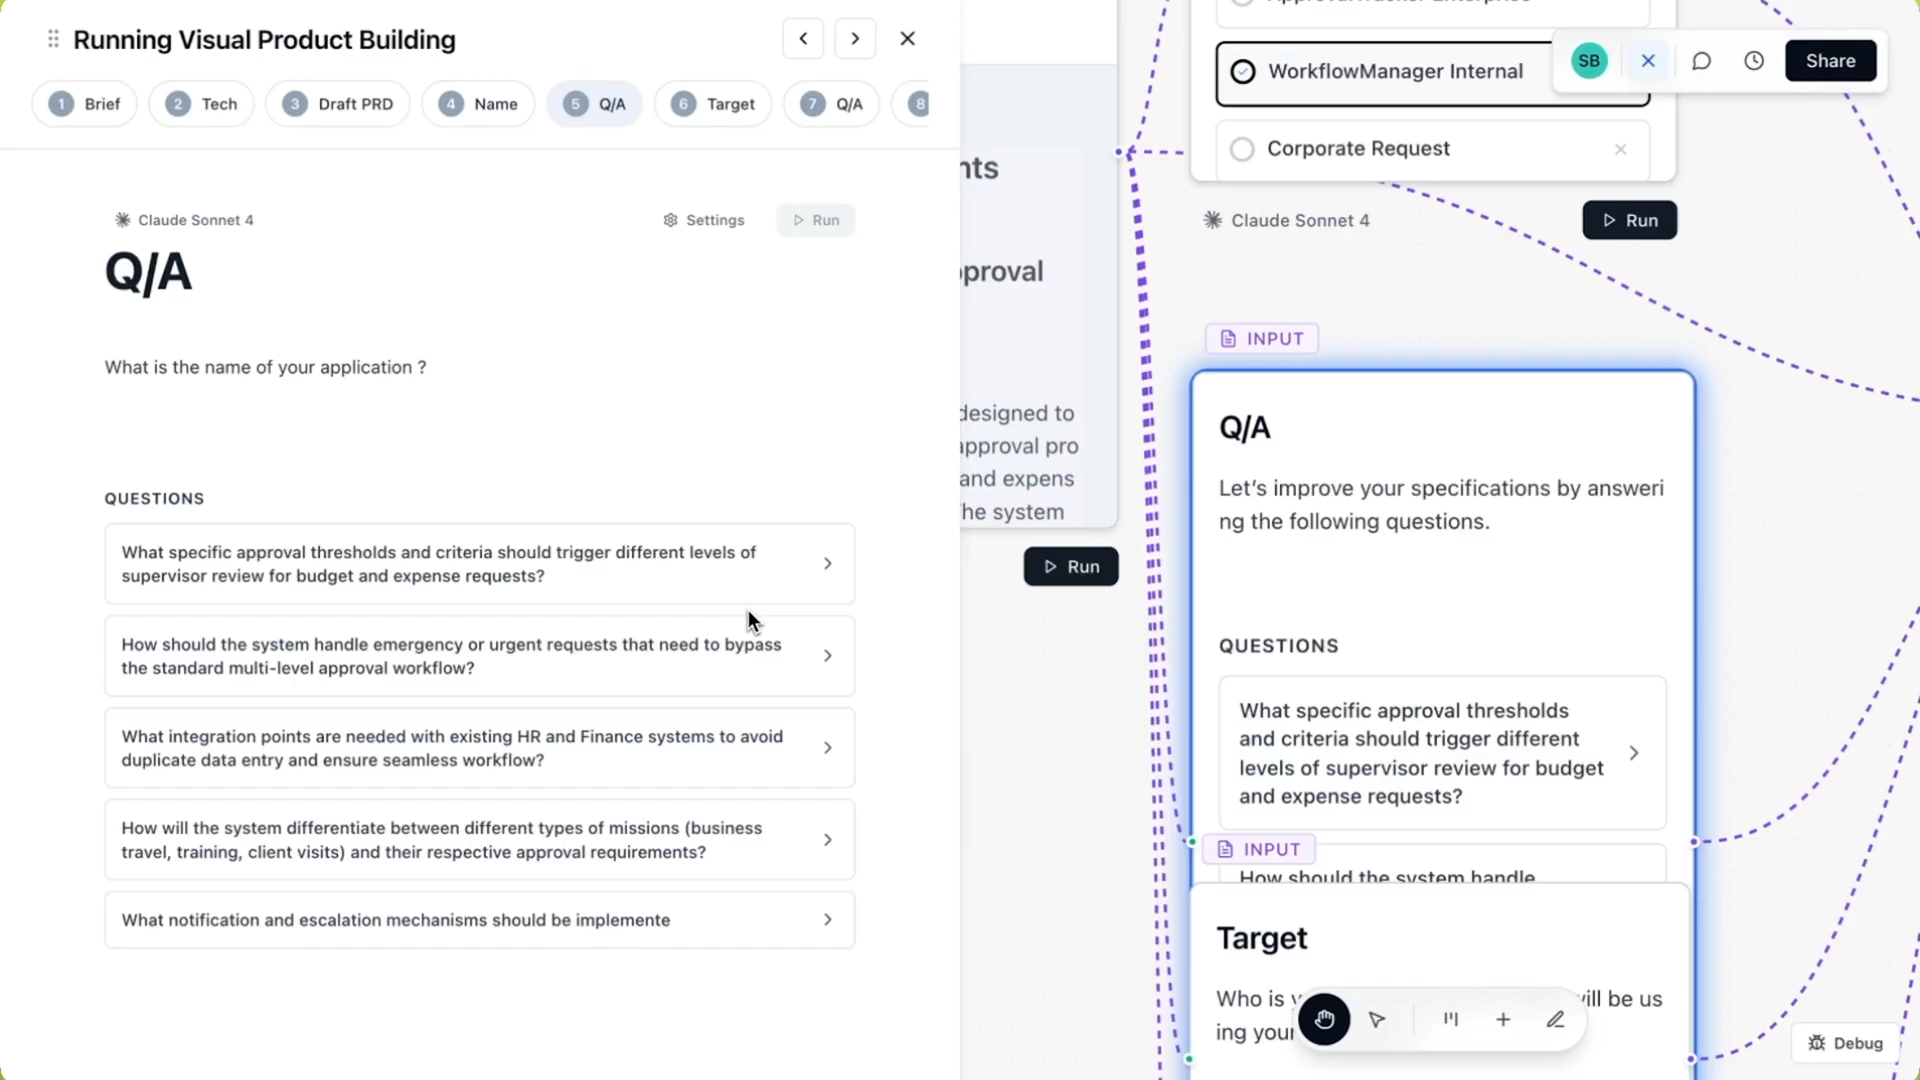 Running Visual Product Building
1 Brief
2 Tech
3 Draft PRD
4 Name
5 Q/A
6 Target
7 Q/A
8
Claude Sonnet 4
Settings
Run
Q/A
What is the name of your application ?
QUESTIONS
What specific approval thresholds and criteria should trigger different levels of
supervisor review for budget and expense requests?
How should the system handle emergency or urgent requests that need to bypass
the standard multi-level approval workflow?
What integration points are needed with existing HR and Finance systems to avoid
duplicate data entry and ensure seamless workflow?
How will the system differentiate between different types of missions (business
travel, training, client visits) and their respective approval requirements?
What notification and escalation mechanisms should be implemente
nts
pproval
designed to
approval pro
and expens
he system
Run
WorkflowManager Internal
Corporate Request
SB
Share
Claude Sonnet 4
Run
INPUT
Q/A
Let's improve your specifications by answeri
ng the following questions.
QUESTIONS
What specific approval thresholds
and criteria should trigger different
levels of supervisor review for budget
and expense requests?
INPUT
How should the system handle
Target
Who is
will be us
ing your
Debug